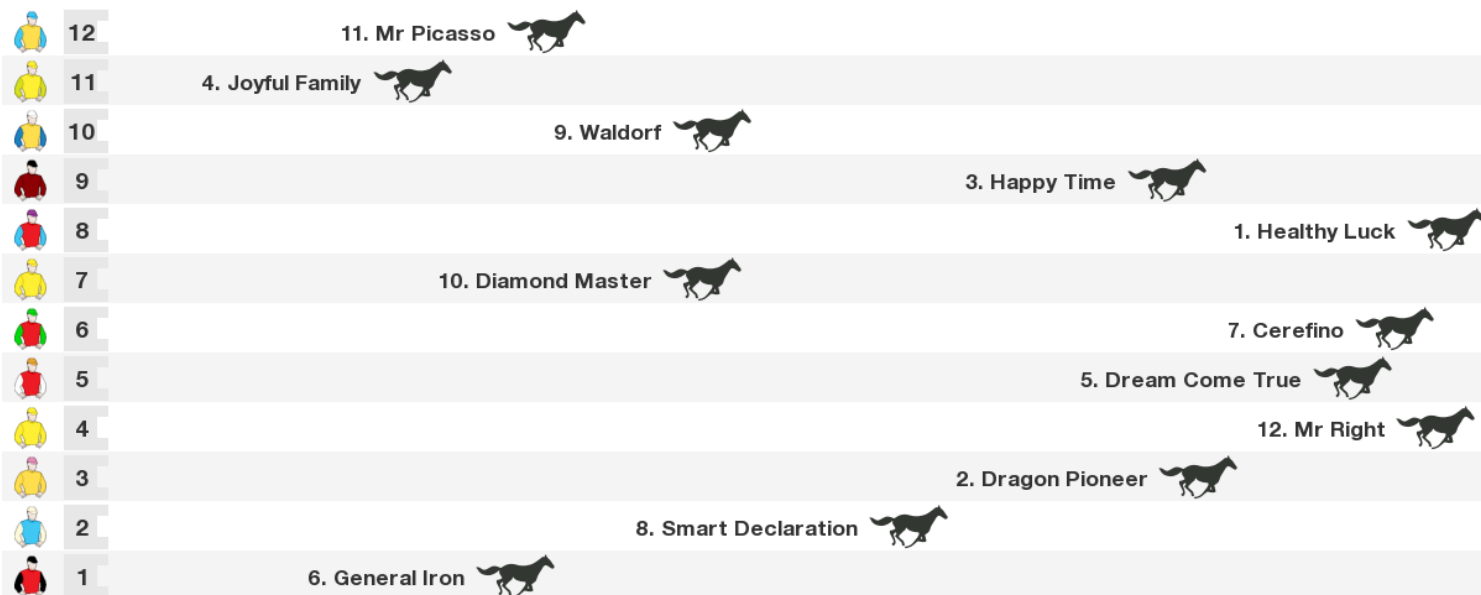 12 11. Mr Picasso
11 4. Joyful Family
10 9. Waldorf
9 3. Happy Time
8 1. Healthy Luck
7 10. Diamond Master
6 7. Cerefino
5 5. Dream Come True
4 12. Mr Right
3 2. Dragon Pioneer
2 8. Smart Declaration
1 6. General Iron